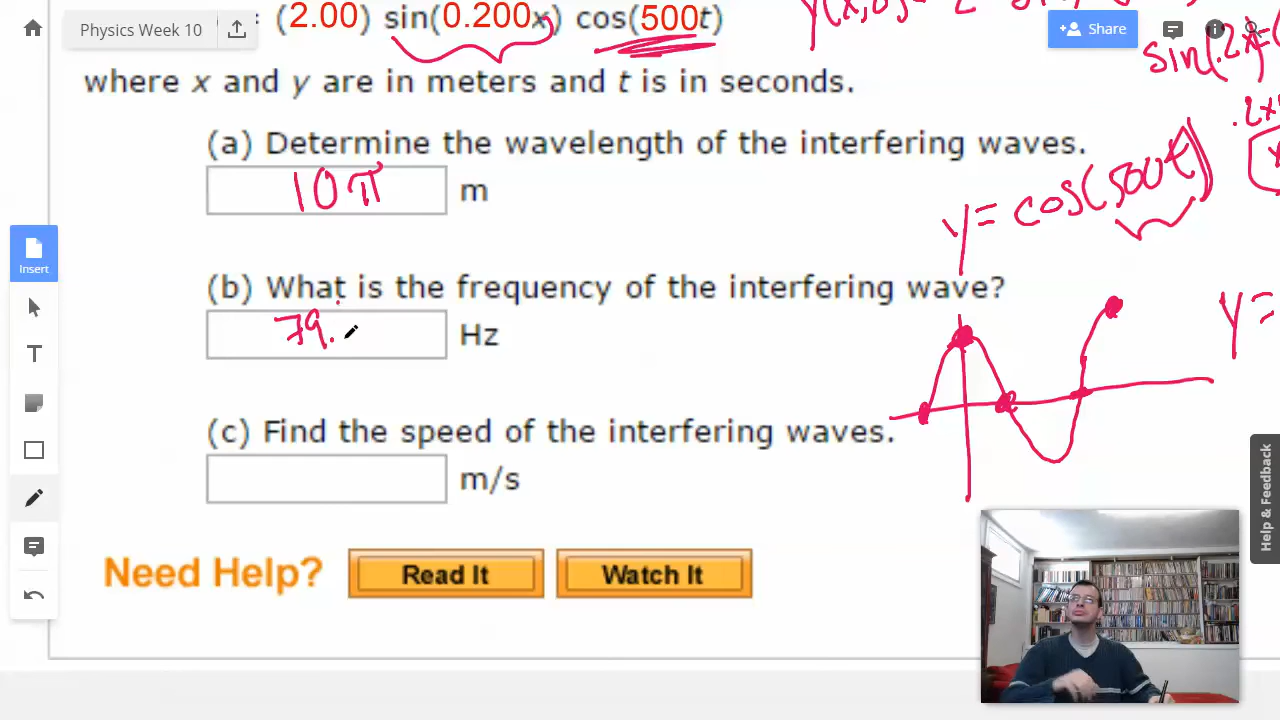 Physics Week 10
(2.00) sin(0.200x) cos(500t)
Share
where x and y are in meters and t is in seconds.
sin(.2x)=
(a) Determine the wavelength of the interfering waves.
10π m
y= cos(500t)
Insert
(b) What is the frequency of the interfering wave?
79. Hz
y=
T
(c) Find the speed of the interfering waves.
m/s
Help & Feedback
Need Help? Read It Watch It